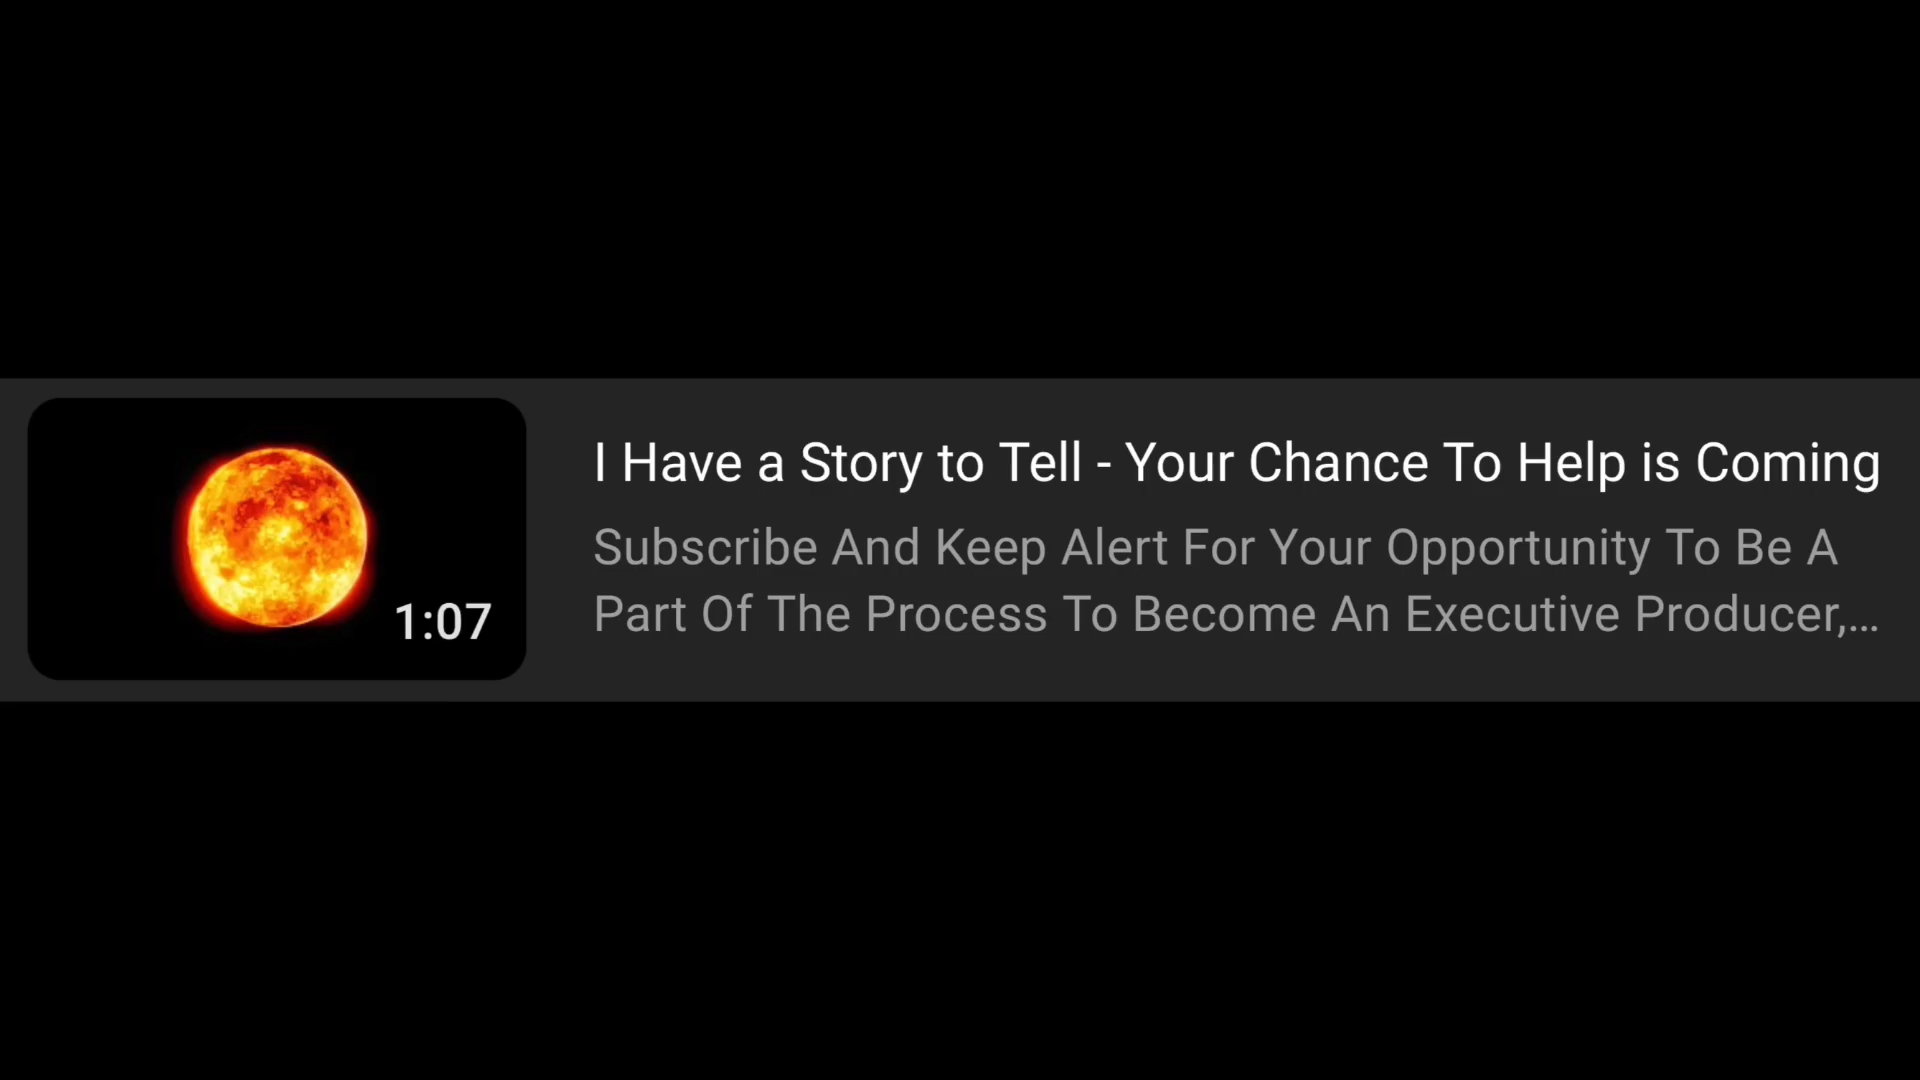 I Have a Story to Tell - Your Chance To Help is Coming
Subscribe And Keep Alert For Your Opportunity To Be A
Part Of The Process To Become An Executive Producer,...
1:07